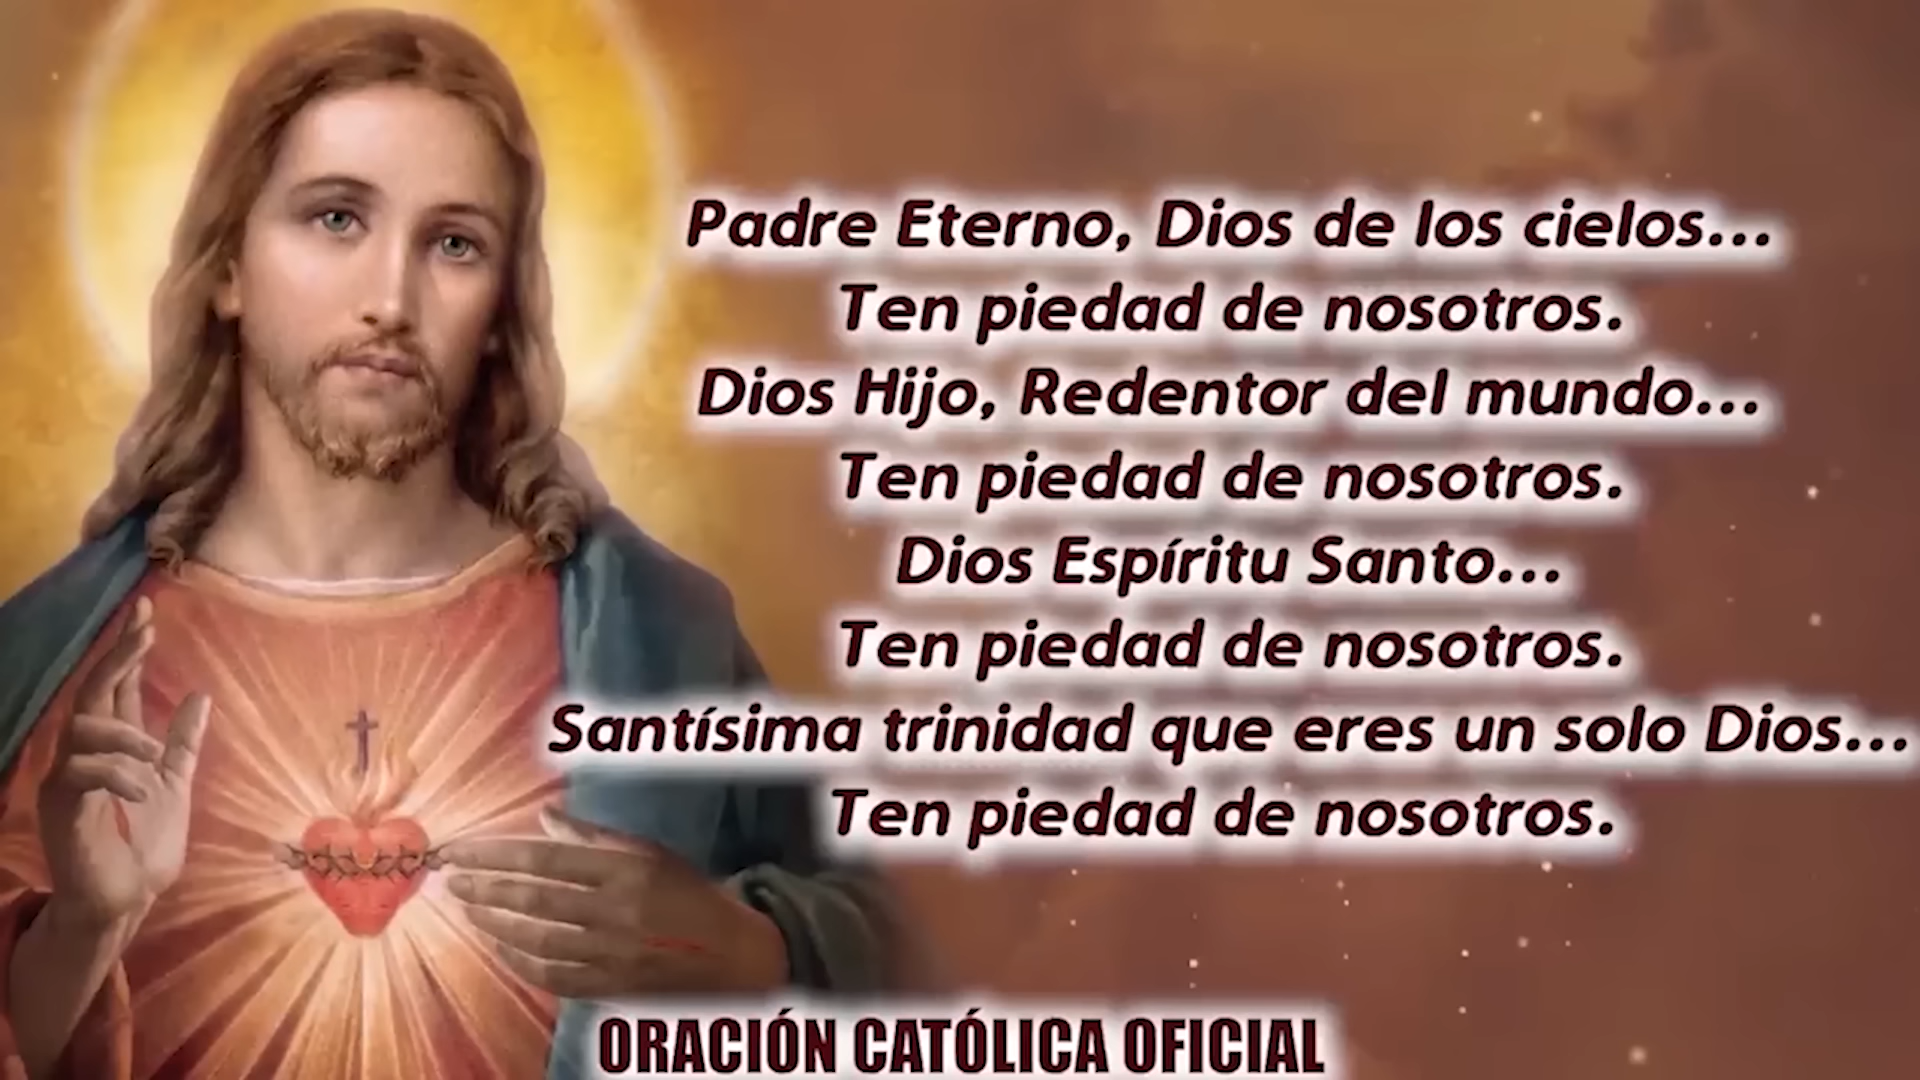 Padre Eterno, Dios de los cielos...
Ten piedad de nosotros.
Dios Hijo, Redentor del mundo...
Ten piedad de nosotros.
Dios Espíritu Santo...
Ten piedad de nosotros.
Santísima trinidad que eres un solo Dios...
Ten piedad de nosotros.
ORACIÓN CATÓLICA OFICIAL